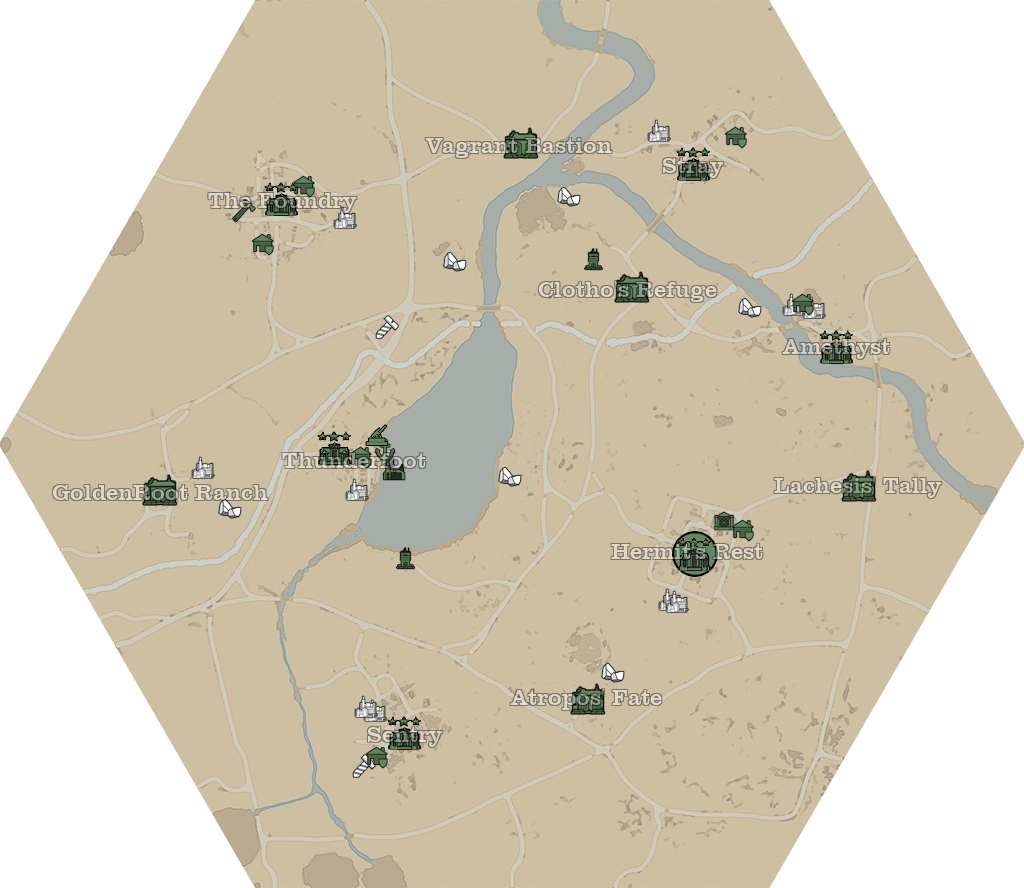 Vagrant Bastion
Stray
The Foundry
Clotho's Refuge
Amethyst
Thunderfoot
GoldenRoot Ranch
Lachesis Tally
Hermit's Rest
Atropos Fate
Sentry